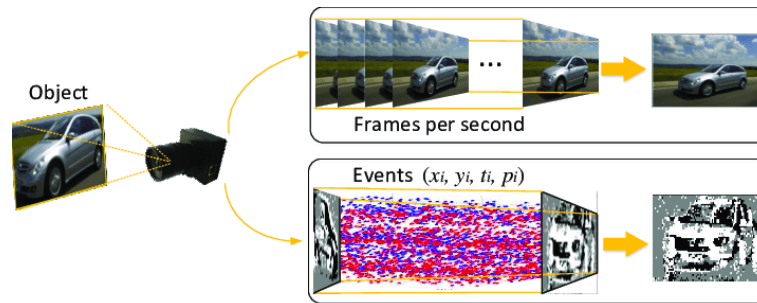 Object
...
Frames per second
Events (xi, yi, ti, pi)